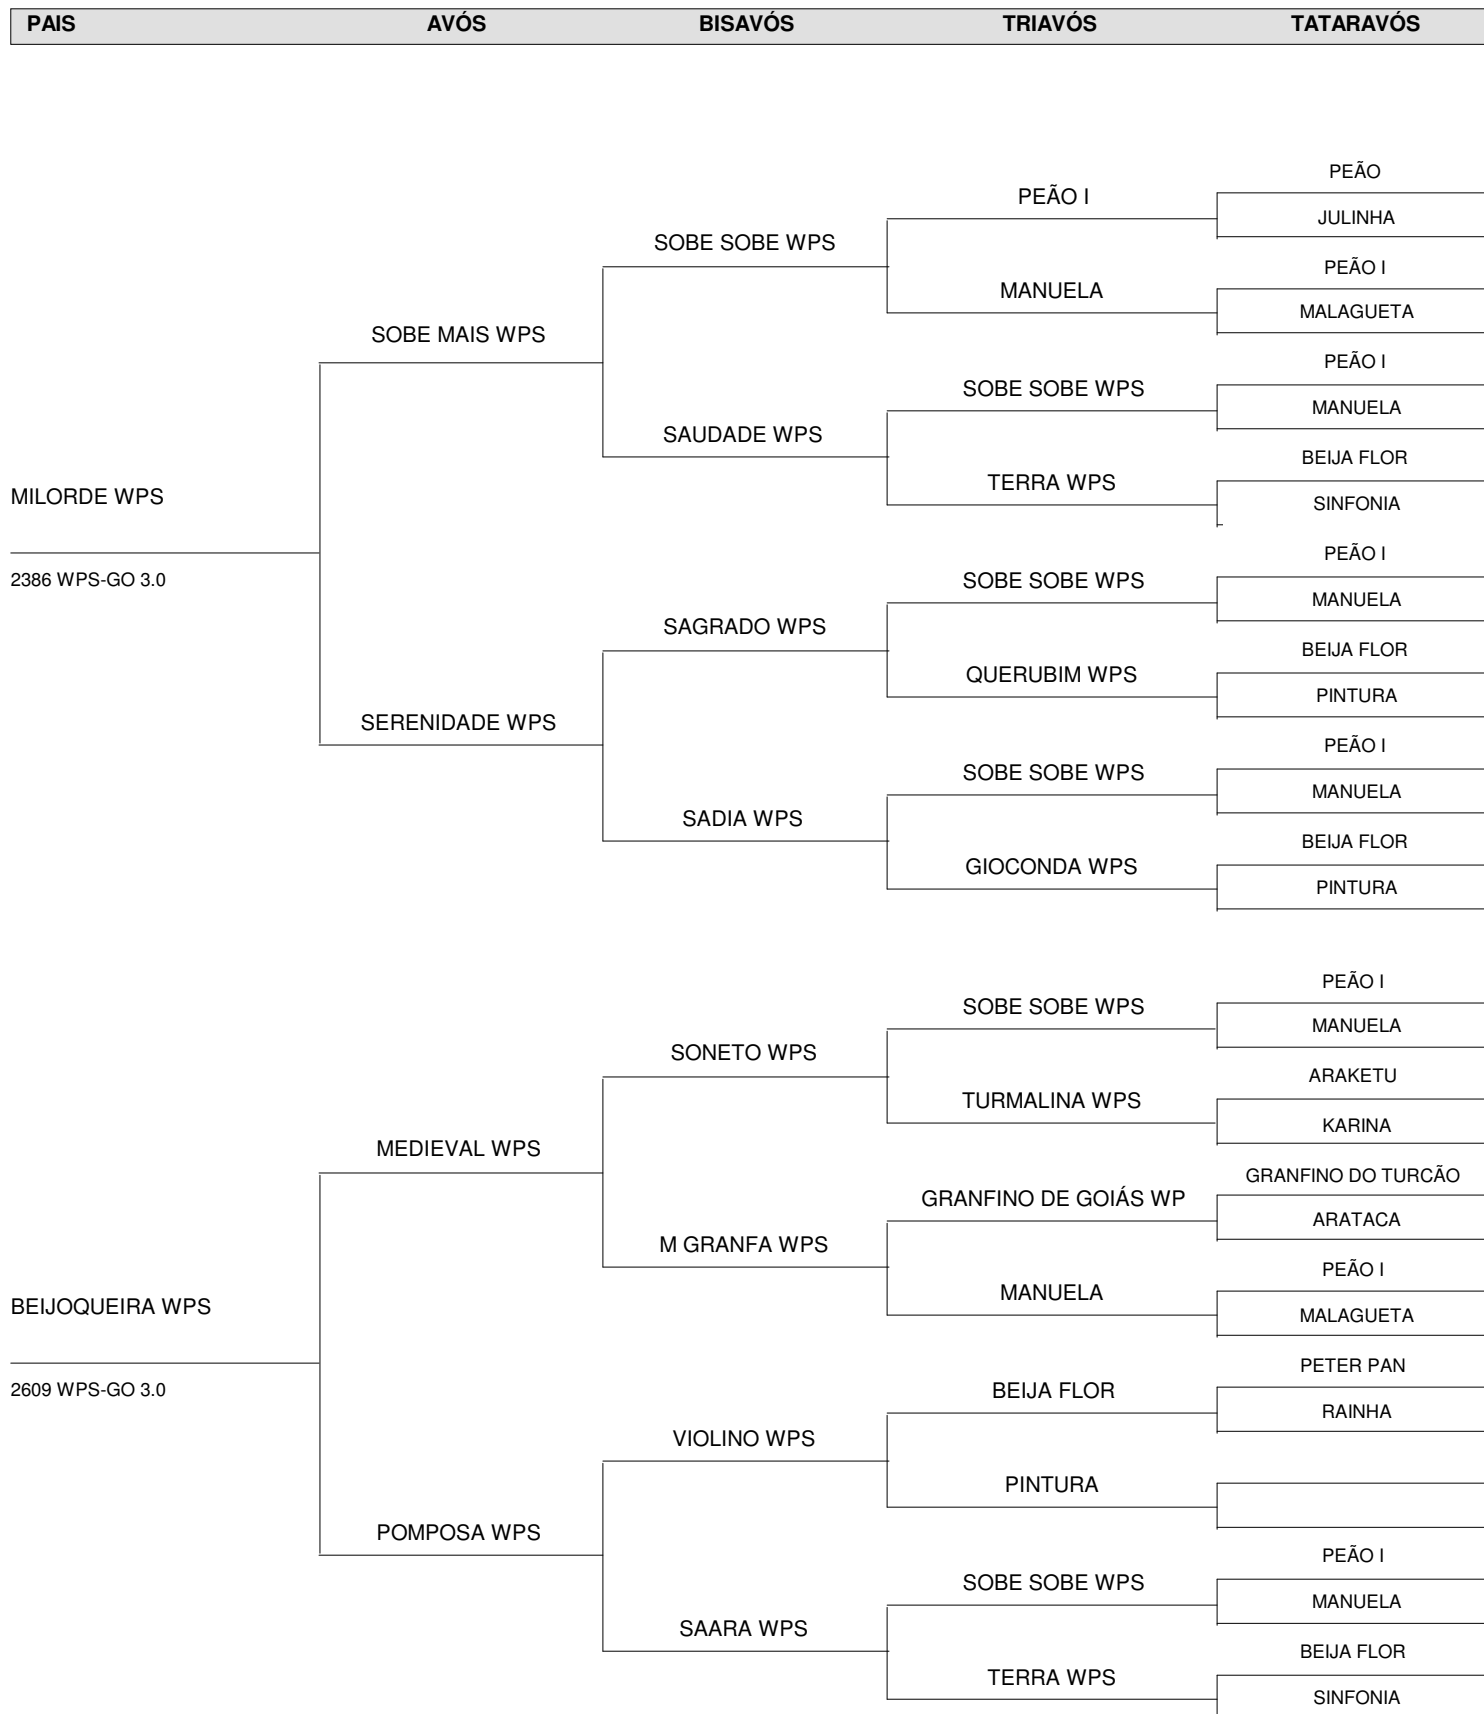 PAIS AVÓS BISAVÓS TRIAVÓS TATARAVÓS
PEÃO
PEÃO I
JULINHA
SOBE SOBE WPS
PEÃO I
MANUELA
MALAGUETA
SOBE MAIS WPS
PEÃO I
SOBE SOBE WPS
MANUELA
SAUDADE WPS
BEIJA FLOR
TERRA WPS
MILORDE WPS
SINFONIA
PEÃO I
2386 WPS-GO 3.0
SOBE SOBE WPS
MANUELA
SAGRADO WPS
BEIJA FLOR
QUERUBIM WPS
PINTURA
SERENIDADE WPS
PEÃO I
SOBE SOBE WPS
MANUELA
SADIA WPS
BEIJA FLOR
GIOCONDA WPS
PINTURA
PEÃO I
SOBE SOBE WPS
MANUELA
SONETO WPS
ARAKETU
TURMALINA WPS
KARINA
MEDIEVAL WPS
GRANFINO DO TURCÃO
GRANFINO DE GOIÁS WP
ARATACA
M GRANFA WPS
PEÃO I
MANUELA
BEIJOQUEIRA WPS
MALAGUETA
PETER PAN
2609 WPS-GO 3.0
BEIJA FLOR
RAINHA
VIOLINO WPS
PINTURA
POMPOSA WPS
PEÃO I
SOBE SOBE WPS
MANUELA
SAARA WPS
BEIJA FLOR
TERRA WPS
SINFONIA